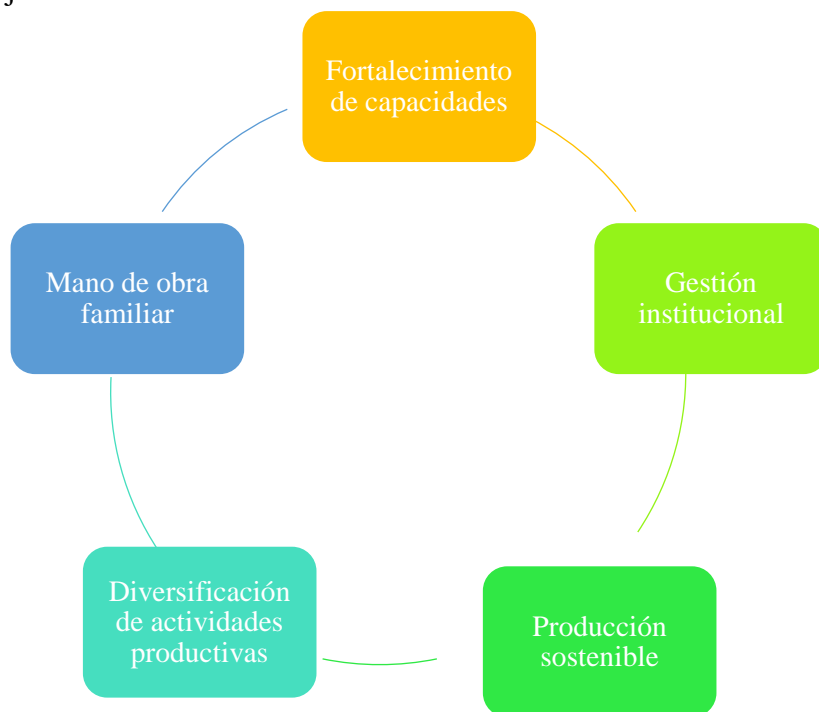 Fortalecimiento
de capacidades
Gestión
institucional
Producción
sostenible
Diversificación
de actividades
productivas
Mano de obra
familiar